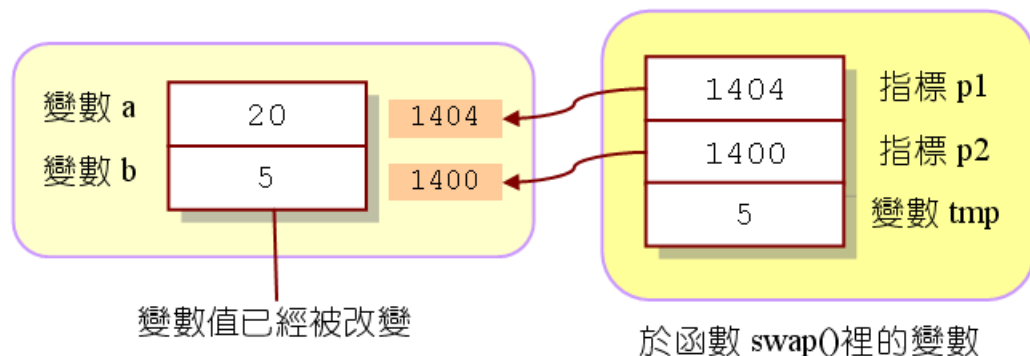 變數 a 20 1404
變數 b 5 1400
變數值已經被改變
1404 指標 p1
1400 指標 p2
5 變數 tmp
於函數 swap()裡的變數